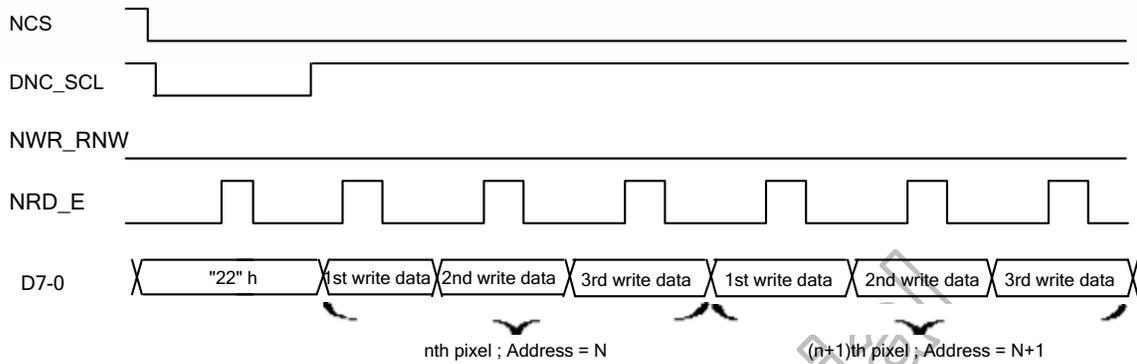 NCS
DNC_SCL
NWR_RNW
NRD_E
D7-0 "22" h 1st write data 2nd write data 3rd write data 1st write data 2nd write data 3rd write data
nth pixel ; Address = N (n+1)th pixel ; Address = N+1